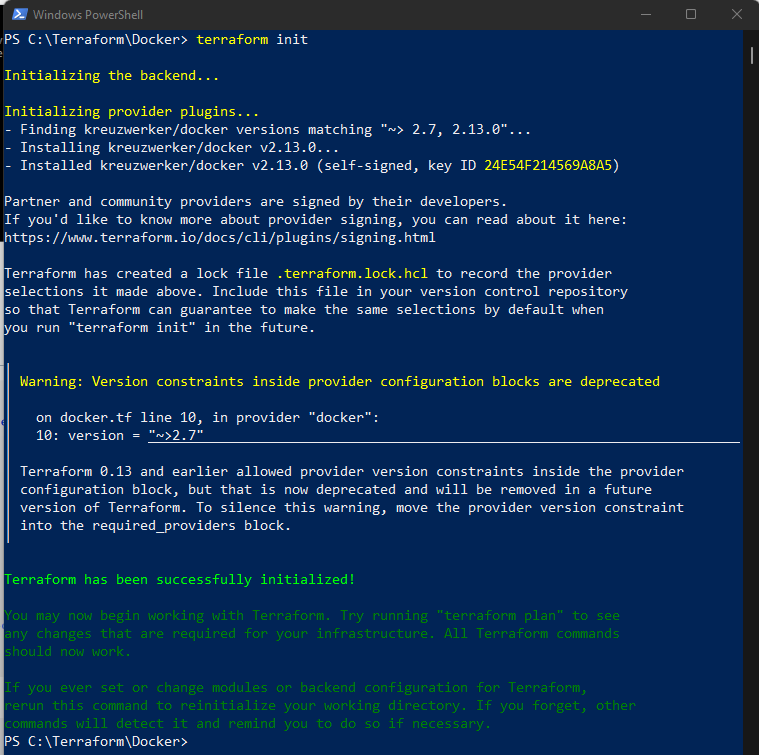 Windows PowerShell
PS C:\Terraform\Docker> terraform init
Initializing the backend...
Initializing provider plugins...
- Finding kreuzwerker/docker versions matching "~> 2.7, 2.13.0"...
- Installing kreuzwerker/docker v2.13.0...
- Installed kreuzwerker/docker v2.13.0 (self-signed, key ID 24E54F214569A8A5)
Partner and community providers are signed by their developers.
If you'd like to know more about provider signing, you can read about it here:
https://www.terraform.io/docs/cli/plugins/signing.html
Terraform has created a lock file .terraform.lock.hcl to record the provider
selections it made above. Include this file in your version control repository
so that Terraform can guarantee to make the same selections by default when
you run "terraform init" in the future.
Warning: Version constraints inside provider configuration blocks are deprecated
on docker.tf line 10, in provider "docker":
10: version = "~>2.7"
Terraform 0.13 and earlier allowed provider version constraints inside the provider
configuration block, but that is now deprecated and will be removed in a future
version of Terraform. To silence this warning, move the provider version constraint
into the required_providers block.
Terraform has been successfully initialized!
You may now begin working with Terraform. Try running "terraform plan" to see
any changes that are required for your infrastructure. All Terraform commands
should now work.
If you ever set or change modules or backend configuration for Terraform,
rerun this command to reinitialize your working directory. If you forget, other
commands will detect it and remind you to do so if necessary.
PS C:\Terraform\Docker>